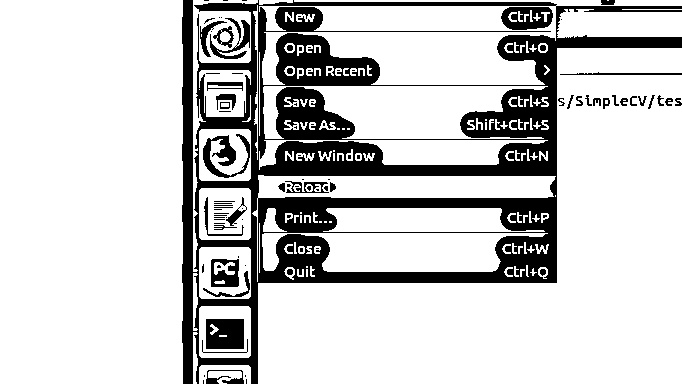 New Ctrl+T
Open Ctrl+O
Open Recent >
s/SimpleCV/tes
Save Ctrl+S
Save As... Shift+Ctrl+S
New Window Ctrl+N
Reload
Print... Ctrl+P
Close Ctrl+W
PC
Quit Ctrl+Q
>_